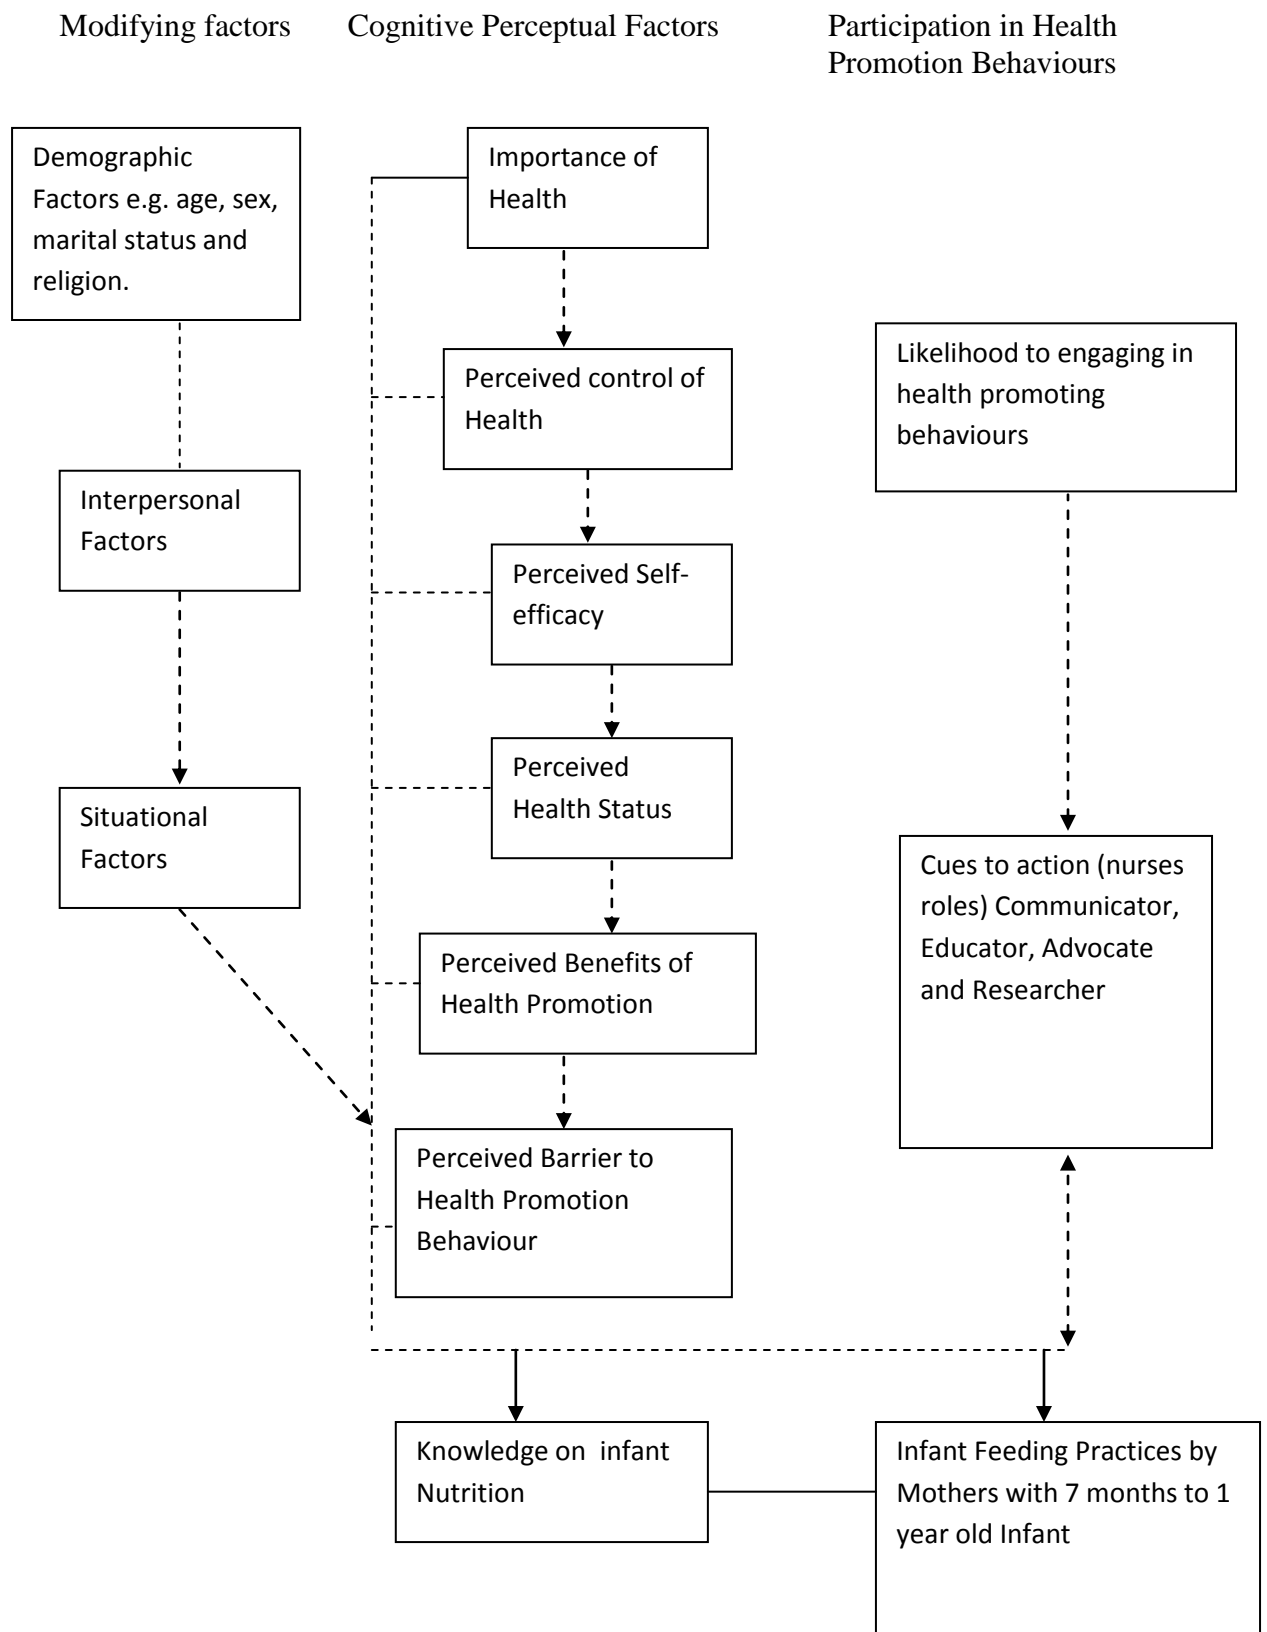 Modifying factors
Cognitive Perceptual Factors
Participation in Health
Promotion Behaviours
Demographic
Factors e.g. age, sex,
marital status and
religion.
Interpersonal
Factors
Situational
Factors
Importance of
Health
Perceived control of
Health
Perceived Self-
efficacy
Perceived
Health Status
Perceived Benefits of
Health Promotion
Perceived Barrier to
Health Promotion
Behaviour
Likelihood to engaging in
health promoting
behaviours
Cues to action (nurses
roles) Communicator,
Educator, Advocate
and Researcher
Knowledge on infant
Nutrition
Infant Feeding Practices by
Mothers with 7 months to 1
year old Infant